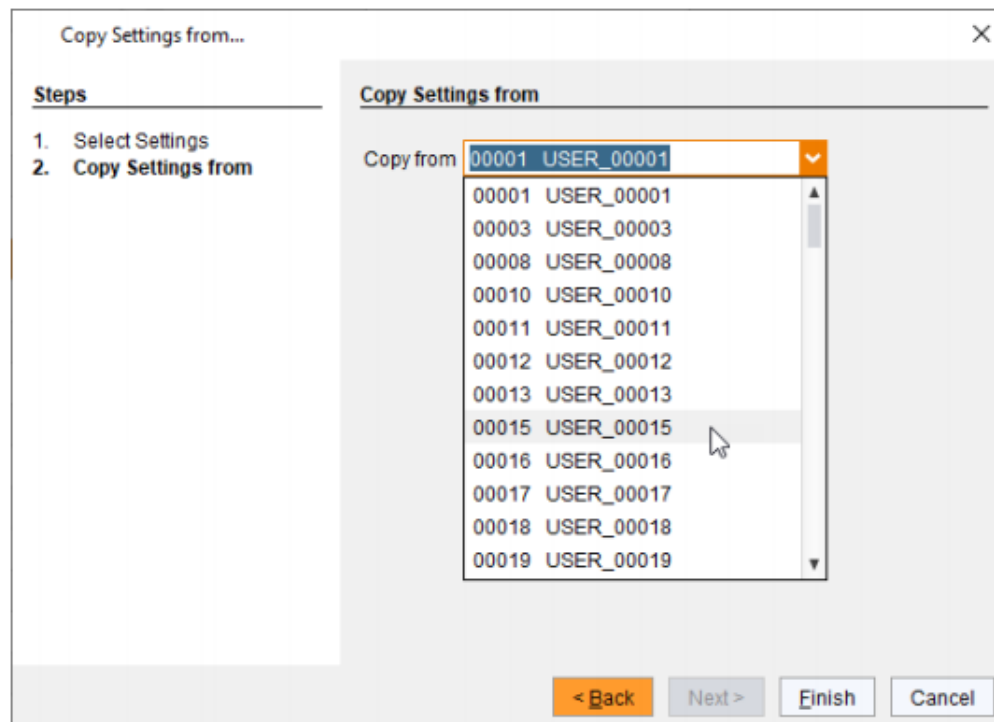 Copy Settings from...
Steps
1. Select Settings
2. Copy Settings from
Copy Settings from
Copy from 00001 USER_00001
00001 USER_00001
00003 USER_00003
00008 USER_00008
00010 USER_00010
00011 USER_00011
00012 USER_00012
00013 USER_00013
00015 USER_00015
00016 USER_00016
00017 USER_00017
00018 USER_00018
00019 USER_00019
< Back Next > Finish Cancel